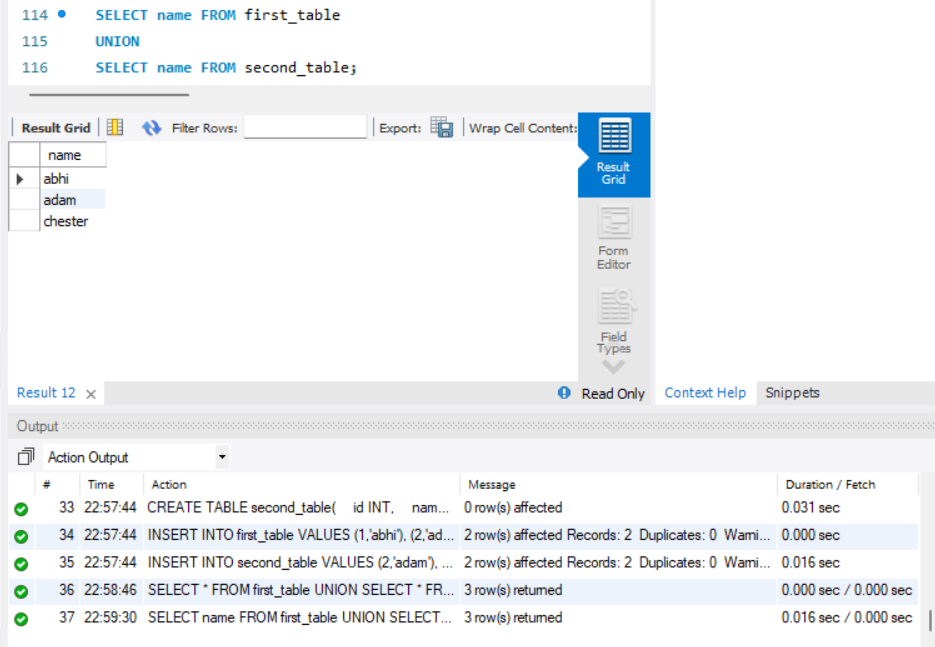 114 SELECT name FROM first_table
115 UNION
116 SELECT name FROM second_table;
Result Grid Filter Rows: Export: Wrap Cell Content:
name
abhi
adam
chester
Result Grid
Form Editor
Field Types
Result 12 Read Only Context Help Snippets
Output
Action Output
# Time Action Message Duration / Fetch
33 22:57:44 CREATE TABLE second_table( id INT, nam... 0 row(s) affected 0.031 sec
34 22:57:44 INSERT INTO first_table VALUES (1,'abhi'), (2,'ad... 2 row(s) affected Records: 2 Duplicates: 0 Warni... 0.000 sec
35 22:57:44 INSERT INTO second_table VALUES (2,'adam'), ... 2 row(s) affected Records: 2 Duplicates: 0 Warni... 0.016 sec
36 22:58:46 SELECT * FROM first_table UNION SELECT * FR... 3 row(s) returned 0.000 sec / 0.000 sec
37 22:59:30 SELECT name FROM first_table UNION SELECT... 3 row(s) returned 0.016 sec / 0.000 sec